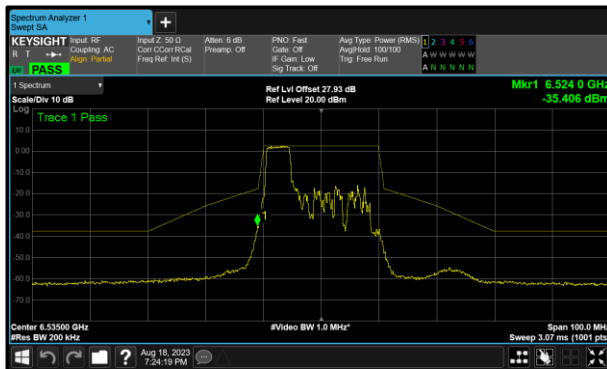 Spectrum Analyzer 1
Swept SA
+
KEYSIGHT
R T
PASS
Input: RF
Coupling: AC
Align: Partial
Input Z: 50 Ω
Corr CCorr RCal
Freq Ref: Int (S)
Atten: 6 dB
Preamp: Off
PNO: Fast
Gate: Off
IF Gain: Low
Sig Track: Off
Avg Type: Power (RMS)
Avg|Hold: 100/100
Trig: Free Run
1 2 3 4 5 6
A W W W W W
A N N N N N
1 Spectrum
Scale/Div 10 dB
Ref Lvl Offset 27.93 dB
Ref Level 20.00 dBm
Mkr1 6.524 0 GHz
-35.406 dBm
Log
Trace 1 Pass
10.0
0.00
-10.0
-20.0
-30.0
1
-40.0
-50.0
-60.0
-70.0
Center 6.53500 GHz
#Res BW 200 kHz
#Video BW 1.0 MHz*
Span 100.0 MHz
Sweep 3.07 ms (1001 pts)
?
Aug 18, 2023
7:24:19 PM